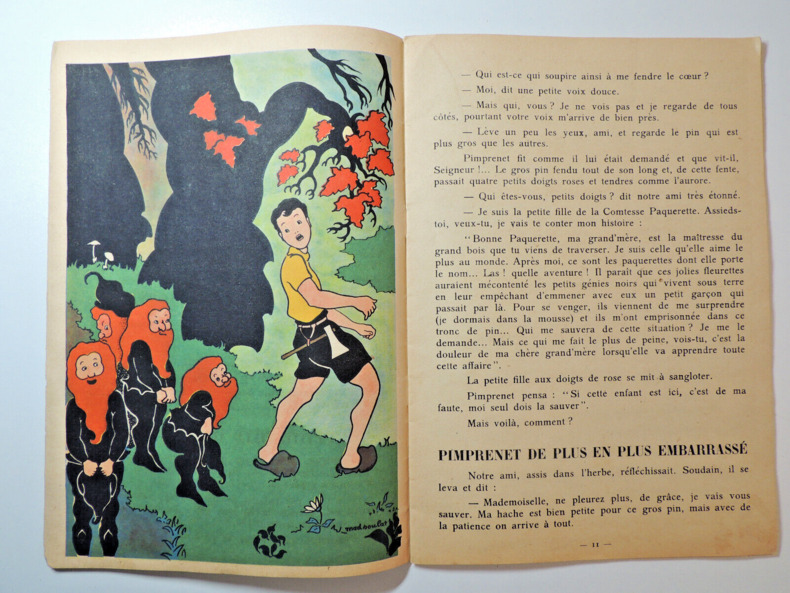 — Qui est-ce qui soupire ainsi à me fendre le cœur ?
— Moi, dit une petite voix douce.
— Mais qui, vous ? Je ne vois pas et je regarde de tous
côtés, pourtant votre voix m'arrive de bien près.
— Lève un peu les yeux, ami, et regarde le pin qui est
plus gros que les autres.
Pimprenet fit comme il lui était demandé et que vit-il,
Seigneur !... Le gros pin fendu tout de son long et, de cette fente,
passait quatre petits doigts roses et tendres comme l'aurore.
— Qui êtes-vous, petits doigts ? dit notre ami très étonné.
— Je suis la petite fille de la Comtesse Paquerette. Assieds-
toi, veux-tu, je vais te conter mon histoire :
"Bonne Paquerette, ma grand'mère, est la maîtresse du
grand bois que tu viens de traverser. Je suis celle qu'elle aime le
plus au monde. Après moi, ce sont les paquerettes dont elle porte
le nom... Las ! quelle aventure ! Il paraît que ces jolies fleurettes
auraient mécontenté les petits génies noirs qui vivent sous terre
en leur empêchant d'emmener avec eux un petit garçon qui
passait par là. Pour se venger, ils viennent de me surprendre
(je dormais dans la mousse) et ils m'ont emprisonnée dans ce
tronc de pin... Qui me sauvera de cette situation ? Je me le
demande... Mais ce qui me fait le plus de peine, vois-tu, c'est la
douleur de ma chère grand'mère lorsqu'elle va apprendre toute
cette affaire".
La petite fille aux doigts de rose se mit à sangloter.
Pimprenet pensa : "Si cette enfant est ici, c'est de ma
faute, moi seul dois la sauver".
Mais voilà, comment ?
PIMPRENET DE PLUS EN PLUS EMBARRASSÉ
Notre ami, assis dans l'herbe, réfléchissait. Soudain, il se
leva et dit :
— Mademoiselle, ne pleurez plus, de grâce, je vais vous
sauver. Ma hache est bien petite pour ce gros pin, mais avec de
la patience on arrive à tout.
— 11 —